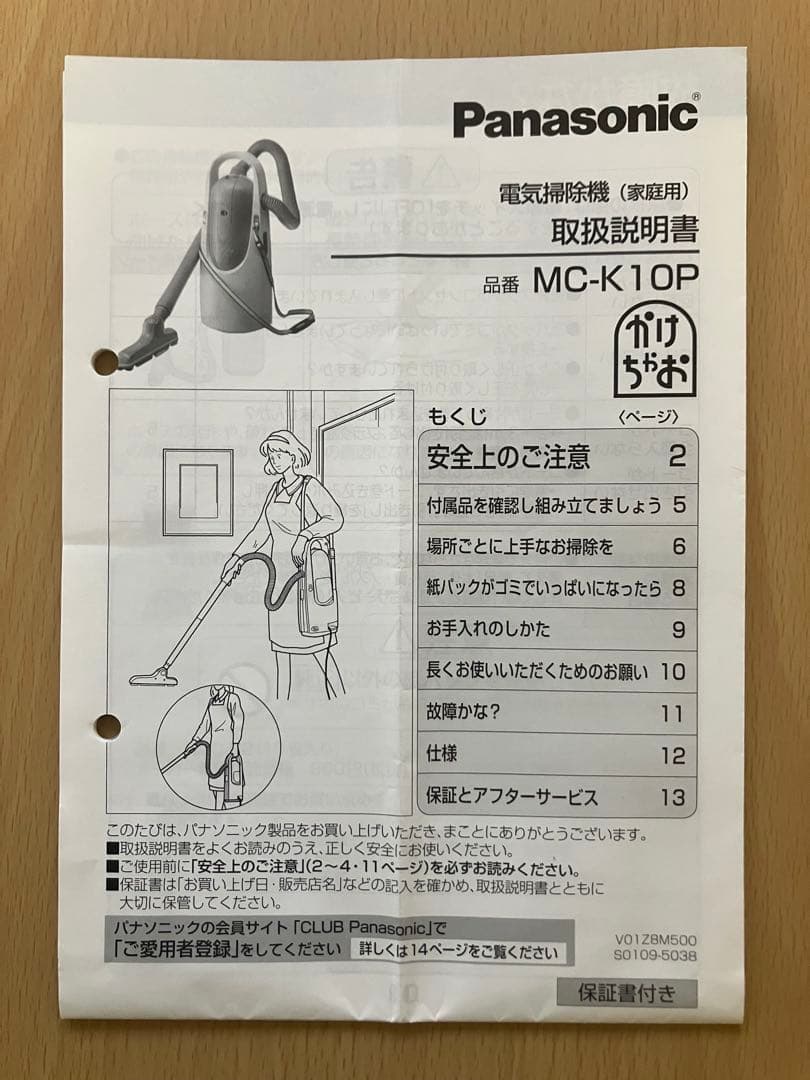 Panasonic®
電気掃除機（家庭用）
取扱説明書
品番 MC-K10P
かけ
ちゃお
もくじ 〈ページ〉
安全上のご注意 2
付属品を確認し組み立てましょう 5
場所ごとに上手なお掃除を 6
紙パックがゴミでいっぱいになったら 8
お手入れのしかた 9
長くお使いいただくためのお願い 10
故障かな？ 11
仕様 12
保証とアフターサービス 13
このたびは、パナソニック製品をお買い上げいただき、まことにありがとうございます。
■取扱説明書をよくお読みのうえ、正しく安全にお使いください。
■ご使用前に「安全上のご注意」（2～4・11ページ）を必ずお読みください。
■保証書は「お買い上げ日・販売店名」などの記入を確かめ、取扱説明書とともに
大切に保管してください。
パナソニックの会員サイト「CLUB Panasonic」で
「ご愛用者登録」をしてください 詳しくは14ページをご覧ください
V01Z8M500
S0109-5038
保証書付き